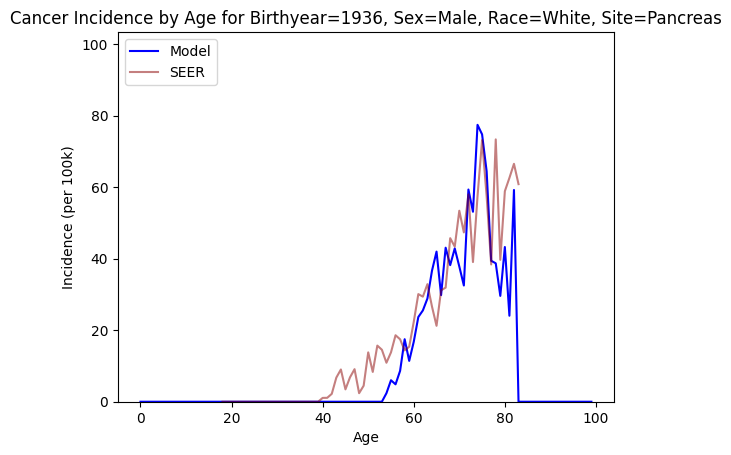 Cancer Incidence by Age for Birthyear=1936, Sex=Male, Race=White, Site=Pancreas
Model
SEER
100
80
60
40
20
0
Incidence (per 100k)
0 20 40 60 80 100
Age